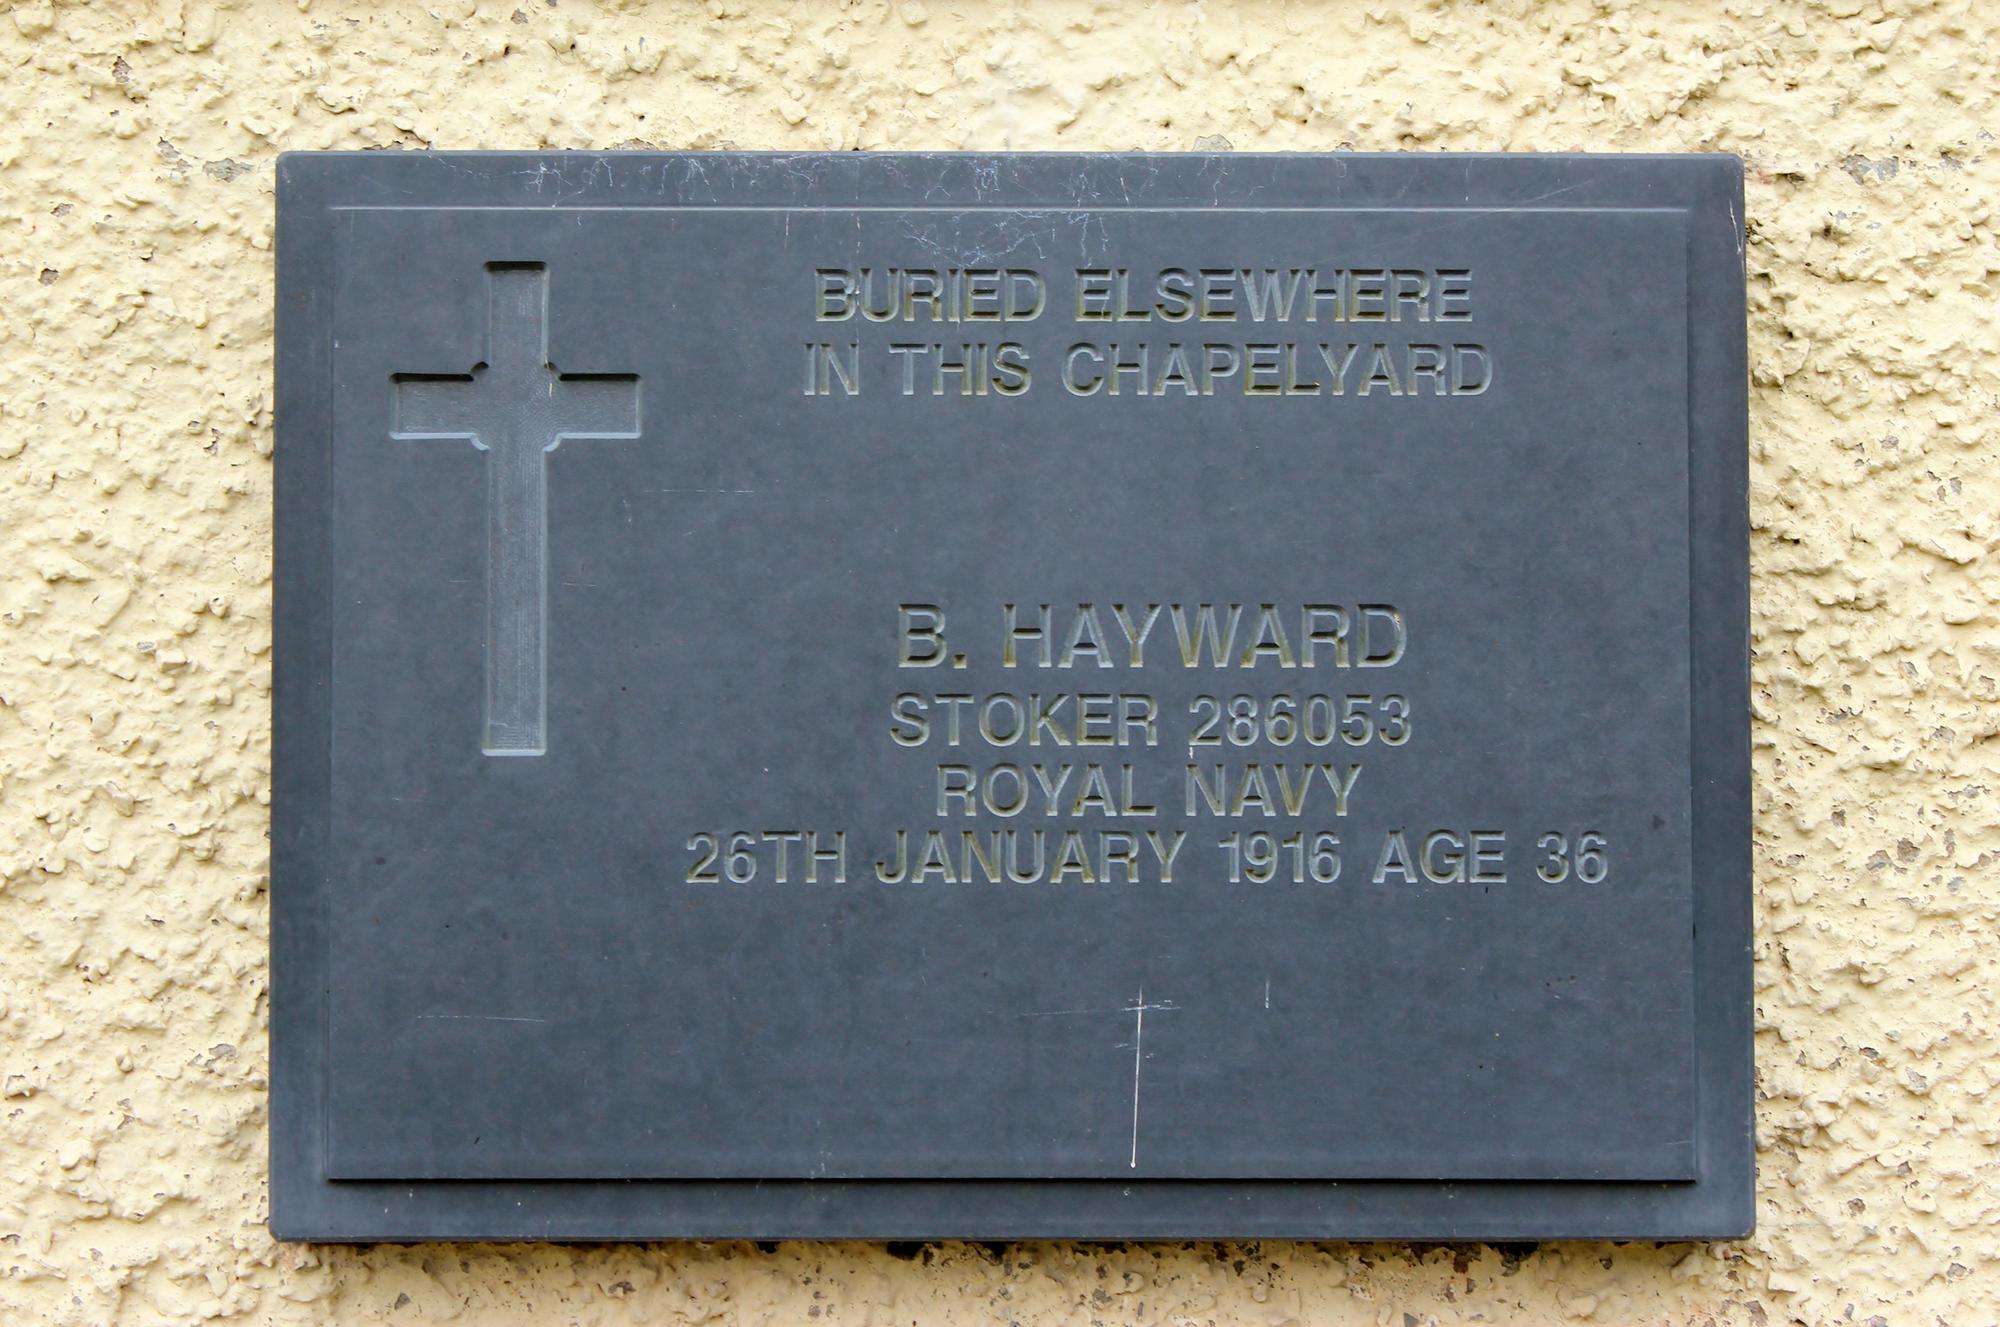 BURIED ELSEWHERE
IN THIS CHAPELYARD
B. HAYWARD
STOKER 286053
ROYAL NAVY
26TH JANUARY 1916 AGE 36